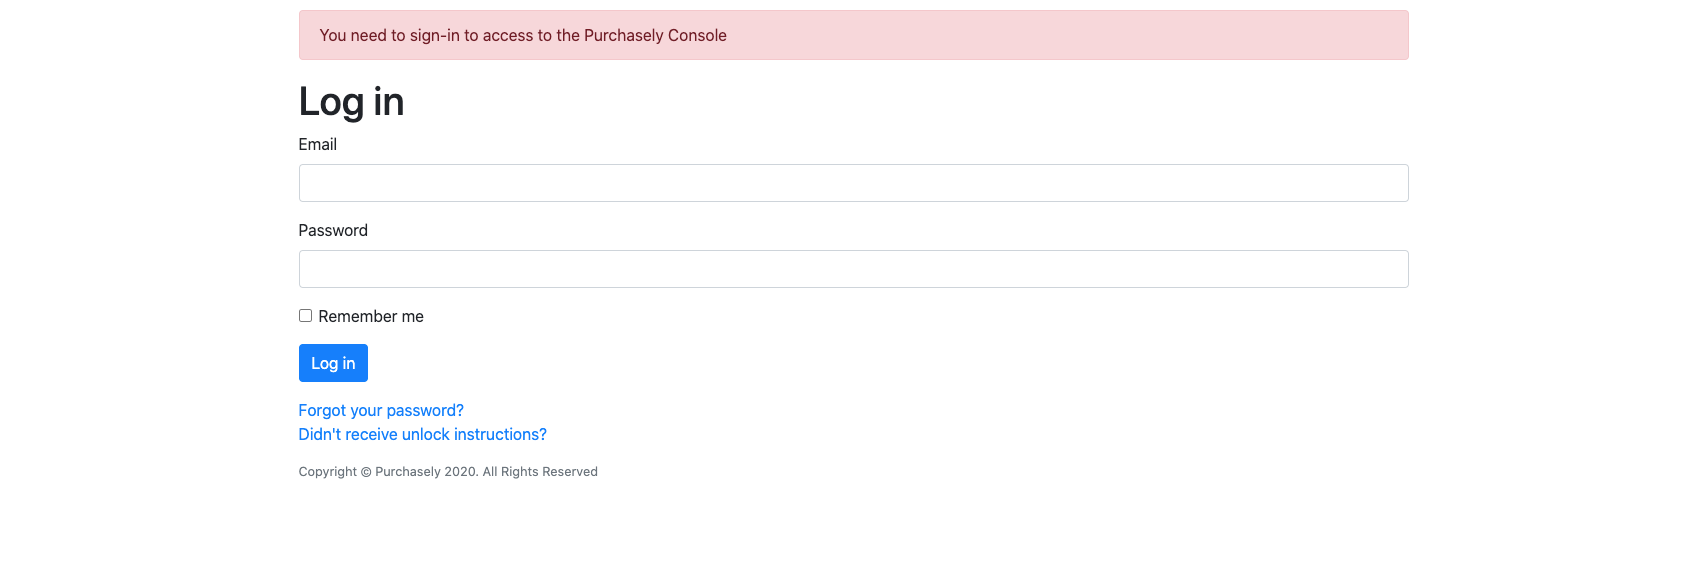 You need to sign-in to access to the Purchasely Console
Log in
Email
Password
Remember me
Log in
Forgot your password?
Didn't receive unlock instructions?
Copyright © Purchasely 2020. All Rights Reserved